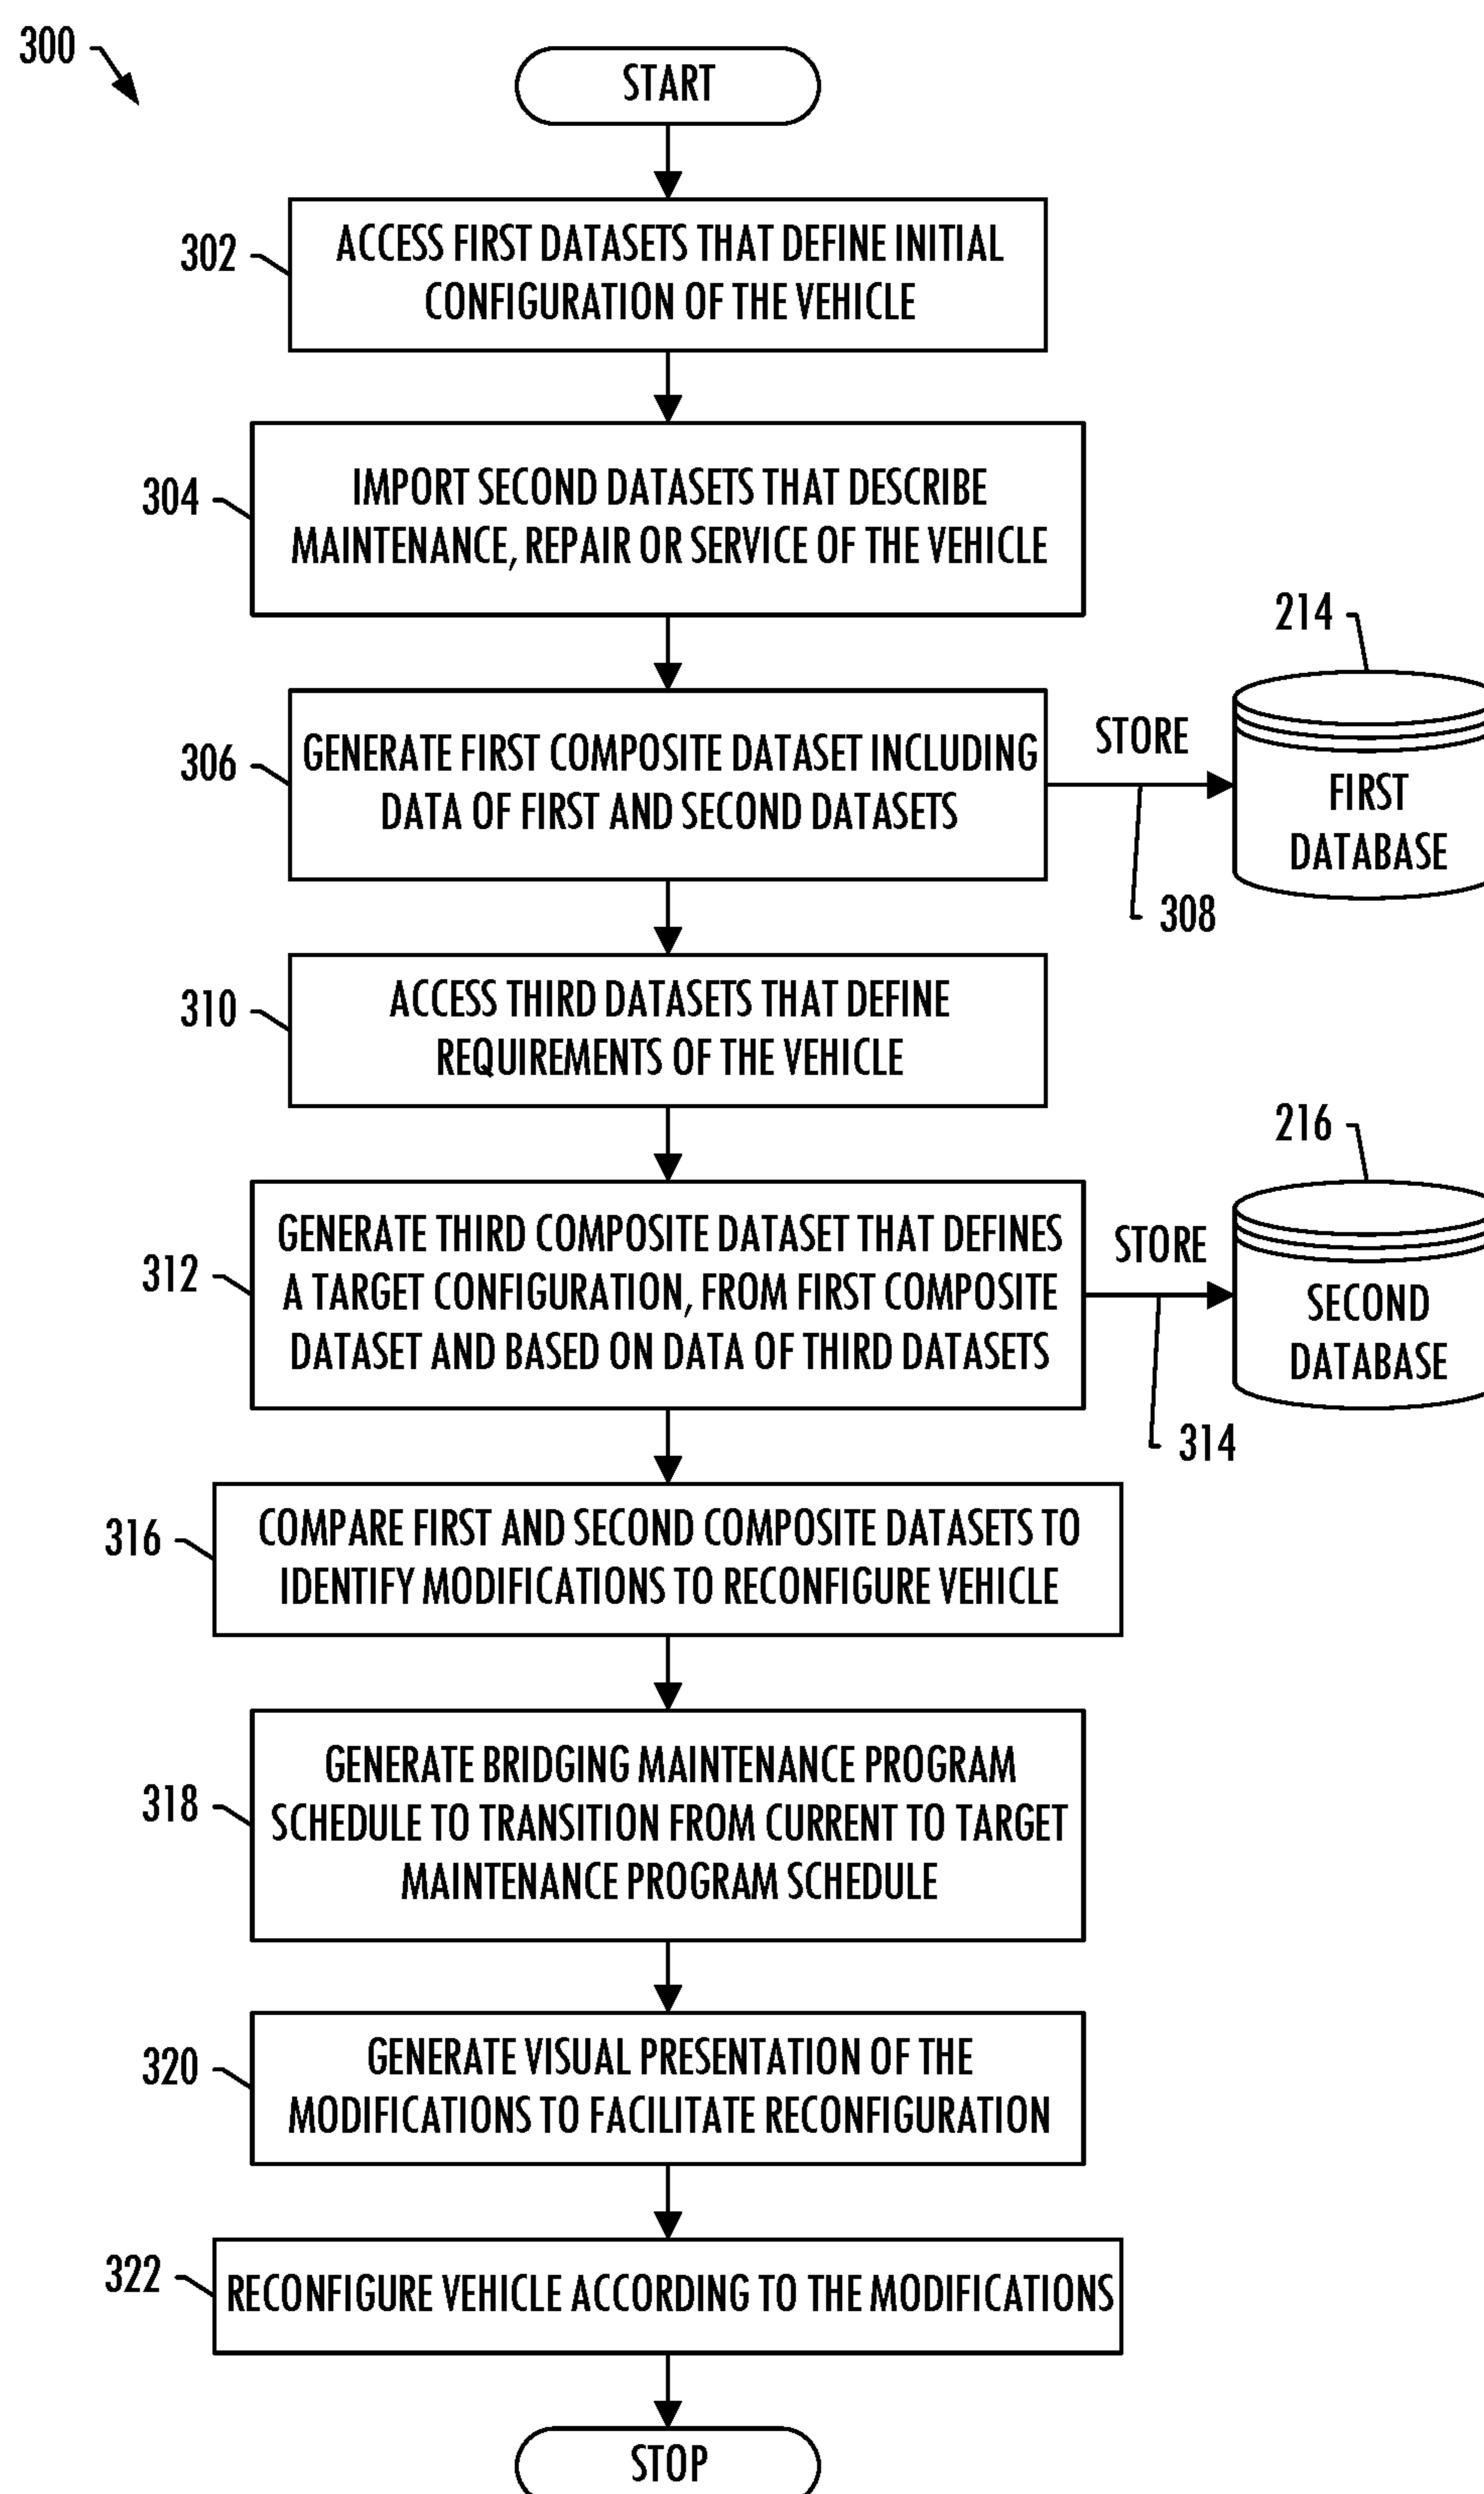 300
START
302
ACCESS FIRST DATASETS THAT DEFINE INITIAL
CONFIGURATION OF THE VEHICLE
304
IMPORT SECOND DATASETS THAT DESCRIBE
MAINTENANCE, REPAIR OR SERVICE OF THE VEHICLE
306
GENERATE FIRST COMPOSITE DATASET INCLUDING
DATA OF FIRST AND SECOND DATASETS
STORE
308
214
FIRST
DATABASE
310
ACCESS THIRD DATASETS THAT DEFINE
REQUIREMENTS OF THE VEHICLE
312
GENERATE THIRD COMPOSITE DATASET THAT DEFINES
A TARGET CONFIGURATION, FROM FIRST COMPOSITE
DATASET AND BASED ON DATA OF THIRD DATASETS
STORE
314
216
SECOND
DATABASE
316
COMPARE FIRST AND SECOND COMPOSITE DATASETS TO
IDENTIFY MODIFICATIONS TO RECONFIGURE VEHICLE
318
GENERATE BRIDGING MAINTENANCE PROGRAM
SCHEDULE TO TRANSITION FROM CURRENT TO TARGET
MAINTENANCE PROGRAM SCHEDULE
320
GENERATE VISUAL PRESENTATION OF THE
MODIFICATIONS TO FACILITATE RECONFIGURATION
322
RECONFIGURE VEHICLE ACCORDING TO THE MODIFICATIONS
STOP